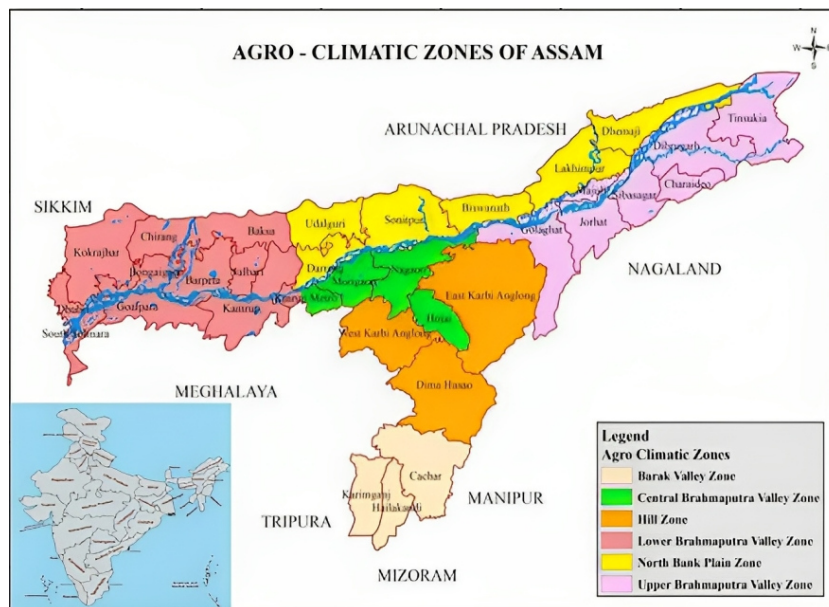 AGRO - CLIMATIC ZONES OF ASSAM
N
W
S
ARUNACHAL PRADESH
Dhemaji
Tinsukia
Dibrugarh
Lakhimpur
Charaideo
Majuli
Sibasagar
SIKKIM
Biswanath
Sonitpur
Udalguri
Baksa
Chirang
Kokrajhar
Golaghat
Jorhat
NAGALAND
Bongaigaon
Barpeta
Nalbari
Darrang
Nagaon
Morigaon
East Karbi Anglong
Goalpara
Kamrup
Kamrup Metro
Hojai
West Karbi Anglong
MEGHALAYA
Dima Hasao
Cachar
Karimganj
Hailakandi
MANIPUR
TRIPURA
MIZORAM
Legend
Agro Climatic Zones
Barak Valley Zone
Central Brahmaputra Valley Zone
Hill Zone
Lower Brahmaputra Valley Zone
North Bank Plain Zone
Upper Brahmaputra Valley Zone